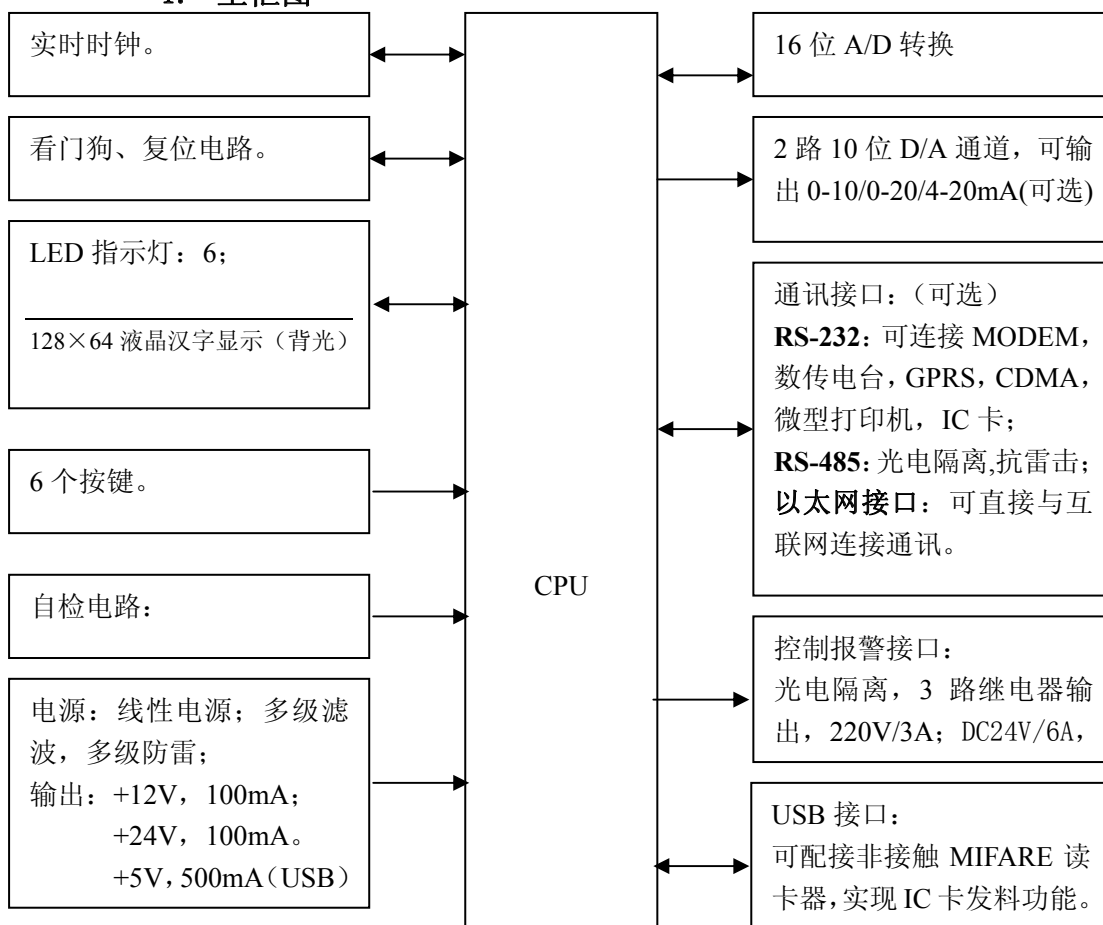 实时时钟。
看门狗、复位电路。
LED 指示灯：6；
128×64 液晶汉字显示（背光）
6 个按键。
自检电路：
电源：线性电源；多级滤
波，多级防雷；
输出：+12V，100mA；
+24V，100mA。
+5V，500mA（USB）
CPU
16 位 A/D 转换
2 路 10 位 D/A 通道，可输
出 0-10/0-20/4-20mA(可选)
通讯接口：（可选）
RS-232：可连接 MODEM，
数传电台，GPRS，CDMA，
微型打印机，IC 卡；
RS-485：光电隔离,抗雷击；
以太网接口：可直接与互
联网连接通讯。
控制报警接口：
光电隔离，3 路继电器输
出，220V/3A；DC24V/6A，
USB 接口：
可配接非接触 MIFARE 读
卡器，实现 IC 卡发料功能。